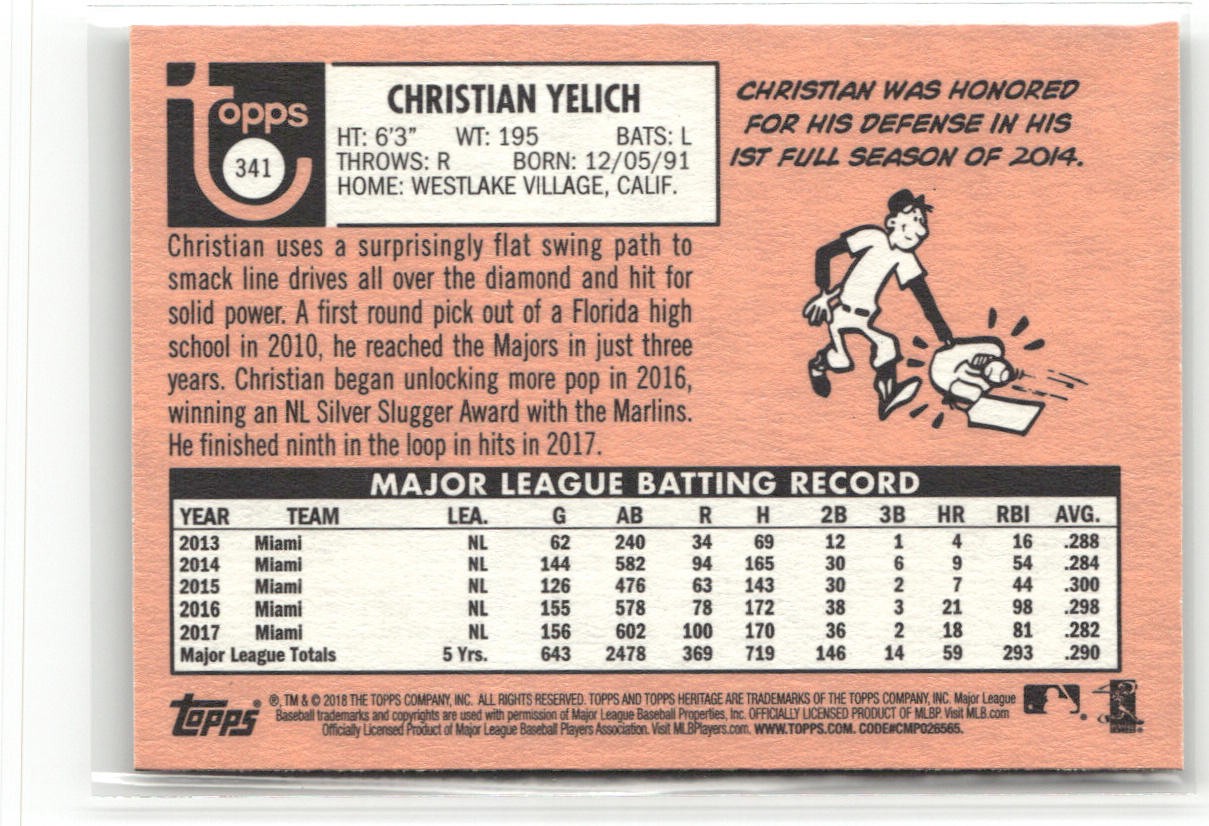 Topps
341
CHRISTIAN YELICH
HT: 6'3" WT: 195 BATS: L
THROWS: R BORN: 12/05/91
HOME: WESTLAKE VILLAGE, CALIF.
CHRISTIAN WAS HONORED
FOR HIS DEFENSE IN HIS
1ST FULL SEASON OF 2014.
Christian uses a surprisingly flat swing path to
smack line drives all over the diamond and hit for
solid power. A first round pick out of a Florida high
school in 2010, he reached the Majors in just three
years. Christian began unlocking more pop in 2016,
winning an NL Silver Slugger Award with the Marlins.
He finished ninth in the loop in hits in 2017.
MAJOR LEAGUE BATTING RECORD
YEAR TEAM LEA. G AB R H 2B 3B HR RBI AVG.
2013 Miami NL 62 240 34 69 12 1 4 16 .288
2014 Miami NL 144 582 94 165 30 6 9 54 .284
2015 Miami NL 126 476 63 143 30 2 7 44 .300
2016 Miami NL 155 578 78 172 38 3 21 98 .298
2017 Miami NL 156 602 100 170 36 2 18 81 .282
Major League Totals 5 Yrs. 643 2478 369 719 146 14 59 293 .290
Topps®
®, TM & © 2018 THE TOPPS COMPANY, INC. ALL RIGHTS RESERVED. TOPPS AND TOPPS HERITAGE ARE TRADEMARKS OF THE TOPPS COMPANY, INC. Major League
Baseball trademarks and copyrights are used with permission of Major League Baseball Properties, Inc. OFFICIALLY LICENSED PRODUCT OF MLBP. Visit MLB.com
Officially Licensed Product of Major League Baseball Players Association. Visit MLBPlayers.com. WWW.TOPPS.COM. CODE#CMP026565.